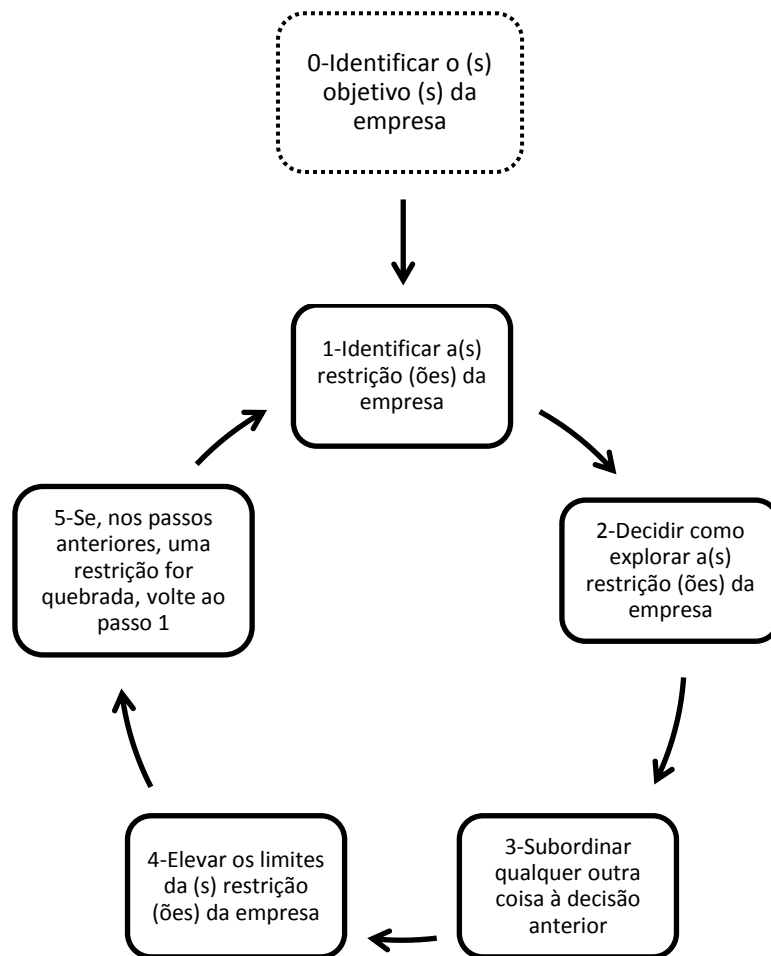 0-Identificar o (s)
objetivo (s) da
empresa
1-Identificar a(s)
restrição (ões) da
empresa
2-Decidir como
explorar a(s)
restrição (ões) da
empresa
3-Subordinar
qualquer outra
coisa à decisão
anterior
4-Elevar os limites
da (s) restrição
(ões) da empresa
5-Se, nos passos
anteriores, uma
restrição for
quebrada, volte ao
passo 1